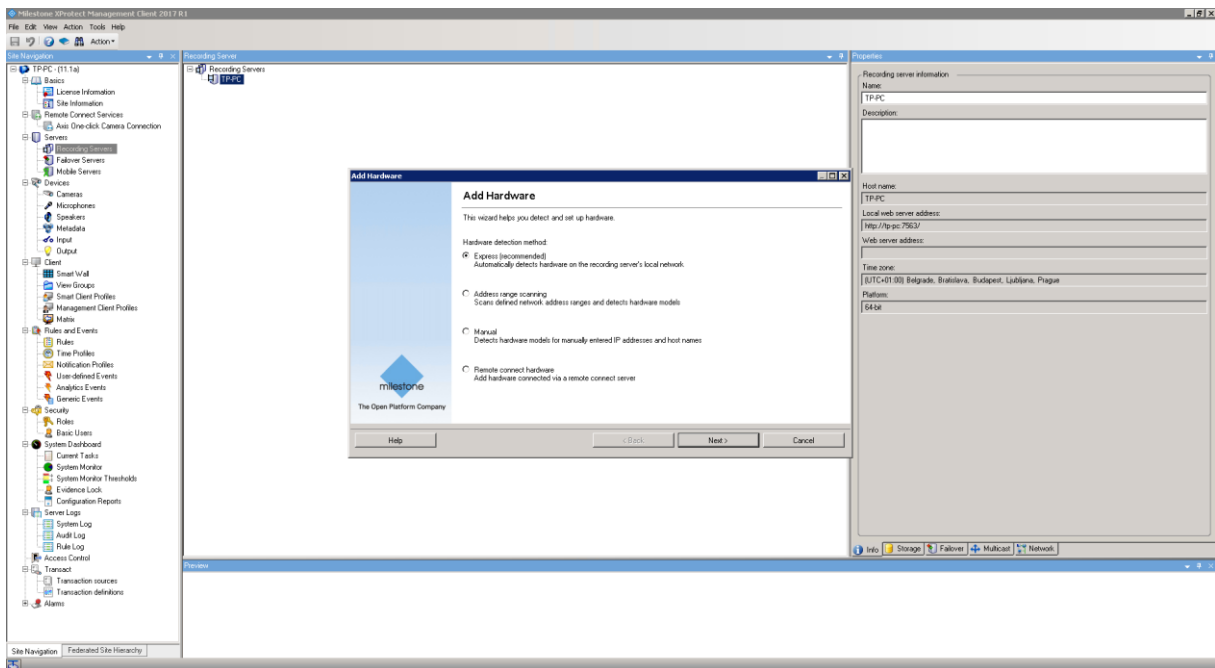 Milestone XProtect Management Client 2017 R1
File Edit View Action Tools Help
Action
Site Navigation
TP-PC - (11.1a)
Basics
License Information
Site Information
Remote Connect Services
Axis One-click Camera Connection
Servers
Recording Servers
Failover Servers
Mobile Servers
Devices
Cameras
Microphones
Speakers
Metadata
Input
Output
Client
Smart Wall
View Groups
Smart Client Profiles
Management Client Profiles
Matrix
Rules and Events
Rules
Time Profiles
Notification Profiles
User-defined Events
Analytics Events
Generic Events
Security
Roles
Basic Users
System Dashboard
Current Tasks
System Monitor
System Monitor Thresholds
Evidence Lock
Configuration Reports
Server Logs
System Log
Audit Log
Rule Log
Access Control
Transact
Transaction sources
Transaction definitions
Alarms
Site Navigation Federated Site Hierarchy
Recording Server
Recording Servers
TP-PC
Add Hardware
Add Hardware
This wizard helps you detect and set up hardware.
Hardware detection method:
Express (recommended)
Automatically detects hardware on the recording server's local network
Address range scanning
Scans defined network address ranges and detects hardware models
Manual
Detects hardware models for manually entered IP addresses and host names
Remote connect hardware
Add hardware connected via a remote connect server
milestone
The Open Platform Company
Help < Back Next > Cancel
Preview
Properties
Recording server information
Name:
TP-PC
Description:
Host name:
TP-PC
Local web server address:
http://tp-pc:7563/
Web server address:
Time zone:
(UTC+01:00) Belgrade, Bratislava, Budapest, Ljubljana, Prague
Platform:
64-bit
Info Storage Failover Multicast Network